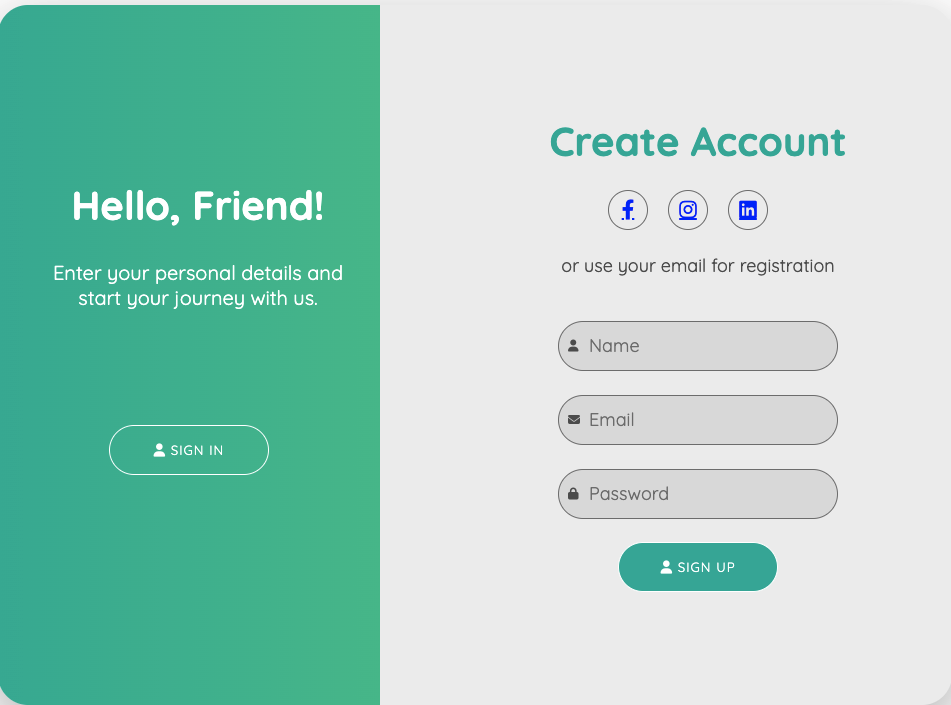 Hello, Friend!
Enter your personal details and
start your journey with us.
SIGN IN
Create Account
or use your email for registration
Name
Email
Password
SIGN UP